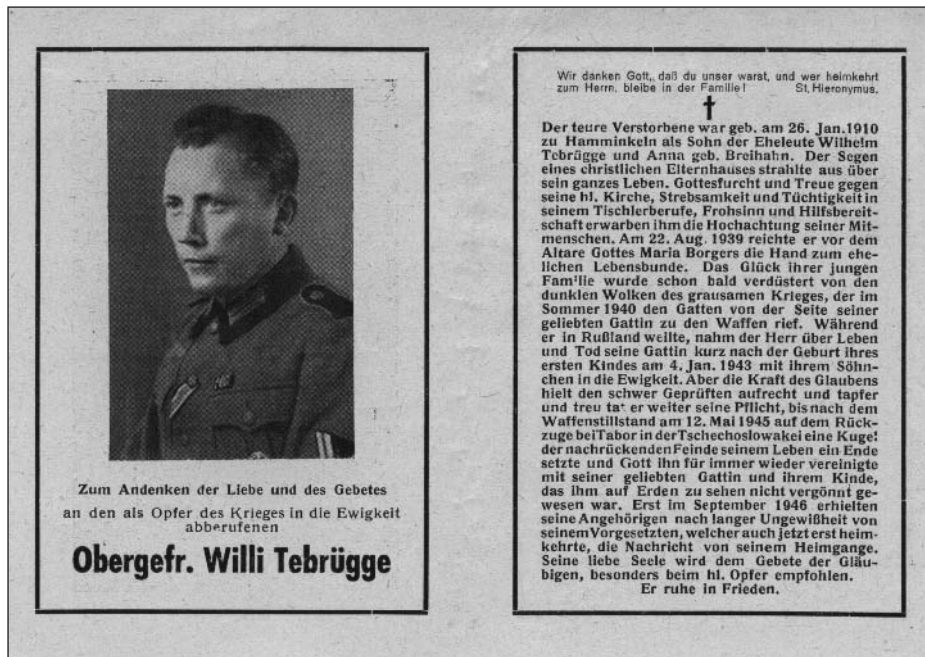 Zum Andenken der Liebe und des Gebetes
an den als Opfer des Krieges in die Ewigkeit
abberufenen
Obergefr. Willi Tebrügge
Wir danken Gott, daß du unser warst, und wer heimkehrt
zum Herrn, bleibe in der Familie! St. Hieronymus.
Der teure Verstorbene war geb. am 26. Jan. 1910
zu Hamminkeln als Sohn der Eheleute Wilhelm
Tebrügge und Anna geb. Breihahn. Der Segen
eines christlichen Elternhauses strahlte aus über
sein ganzes Leben. Gottesfurcht und Treue gegen
seine hl. Kirche, Strebsamkeit und Tüchtigkeit in
seinem Tischlerberufe, Frohsinn und Hilfsbereit-
schaft erwarben ihm die Hochachtung seiner Mit-
menschen. Am 22. Aug. 1939 reichte er vor dem
Altare Gottes Maria Borgers die Hand zum ehe-
lichen Lebensbunde. Das Glück ihrer jungen
Familie wurde schon bald verdüstert von den
dunklen Wolken des grausamen Krieges, der im
Sommer 1940 den Gatten von der Seite seiner
geliebten Gattin zu den Waffen rief. Während
er in Rußland weilte, nahm der Herr über Leben
und Tod seine Gattin kurz nach der Geburt ihres
ersten Kindes am 4. Jan. 1943 mit ihrem Söhn-
chen in die Ewigkeit. Aber die Kraft des Glaubens
hielt den schwer Geprüften aufrecht und tapfer
und treu tat er weiter seine Pflicht, bis nach dem
Waffenstillstand am 12. Mai 1945 auf dem Rück-
zuge bei Tabor in der Tschechoslowakei eine Kugel
der nachrückenden Feinde seinem Leben ein Ende
setzte und Gott ihn für immer wieder vereinigte
mit seiner geliebten Gattin und ihrem Kinde,
das ihm auf Erden zu sehen nicht vergönnt ge-
wesen war. Erst im September 1946 erhielten
seine Angehörigen nach langer Ungewißheit von
seinem Vorgesetzten, welcher auch jetzt erst heim-
kehrte, die Nachricht von seinem Heimgange.
Seine liebe Seele wird dem Gebete der Gläu-
bigen, besonders beim hl. Opfer empfohlen.
Er ruhe in Frieden.